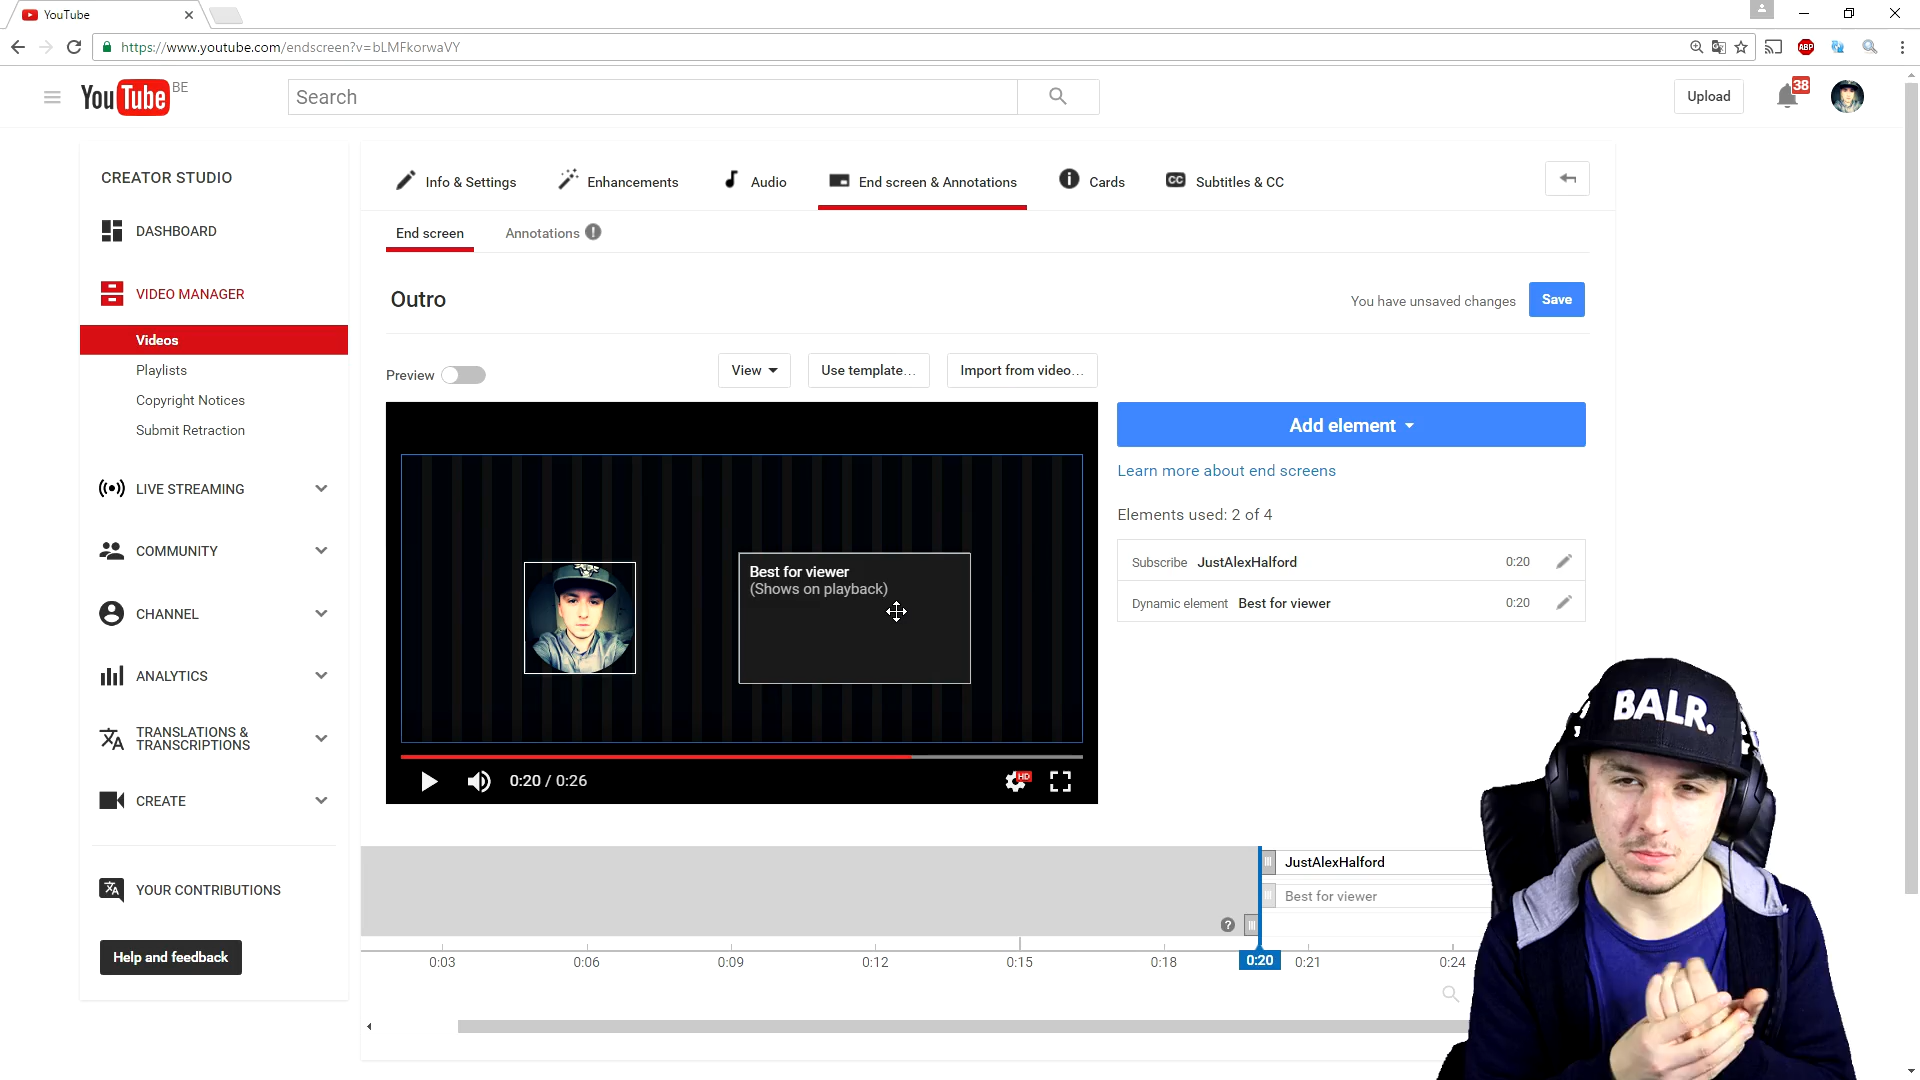 YouTube
https://www.youtube.com/endscreen?v=bLMFkorwaVY
ABP
YouTube BE
Search
Upload
38
CREATOR STUDIO
DASHBOARD
VIDEO MANAGER
Videos
Playlists
Copyright Notices
Submit Retraction
LIVE STREAMING
COMMUNITY
CHANNEL
ANALYTICS
TRANSLATIONS &
TRANSCRIPTIONS
CREATE
YOUR CONTRIBUTIONS
Help and feedback
Info & Settings
Enhancements
Audio
End screen & Annotations
Cards
CC Subtitles & CC
End screen
Annotations
Outro
You have unsaved changes
Save
Preview
View
Use template...
Import from video...
Best for viewer
(Shows on playback)
0:20 / 0:26
HD
Add element
Learn more about end screens
Elements used: 2 of 4
Subscribe JustAlexHalford 0:20
Dynamic element Best for viewer 0:20
JustAlexHalford
Best for viewer
0:03 0:06 0:09 0:12 0:15 0:18 0:20 0:21 0:24
BALR.